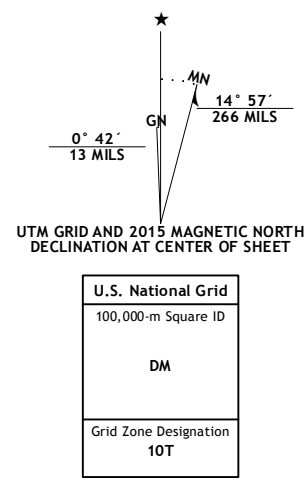 MN
GN
14° 57´
266 MILS
0° 42´
13 MILS
UTM GRID AND 2015 MAGNETIC NORTH
DECLINATION AT CENTER OF SHEET
U.S. National Grid
100,000-m Square ID
DM
Grid Zone Designation
10T